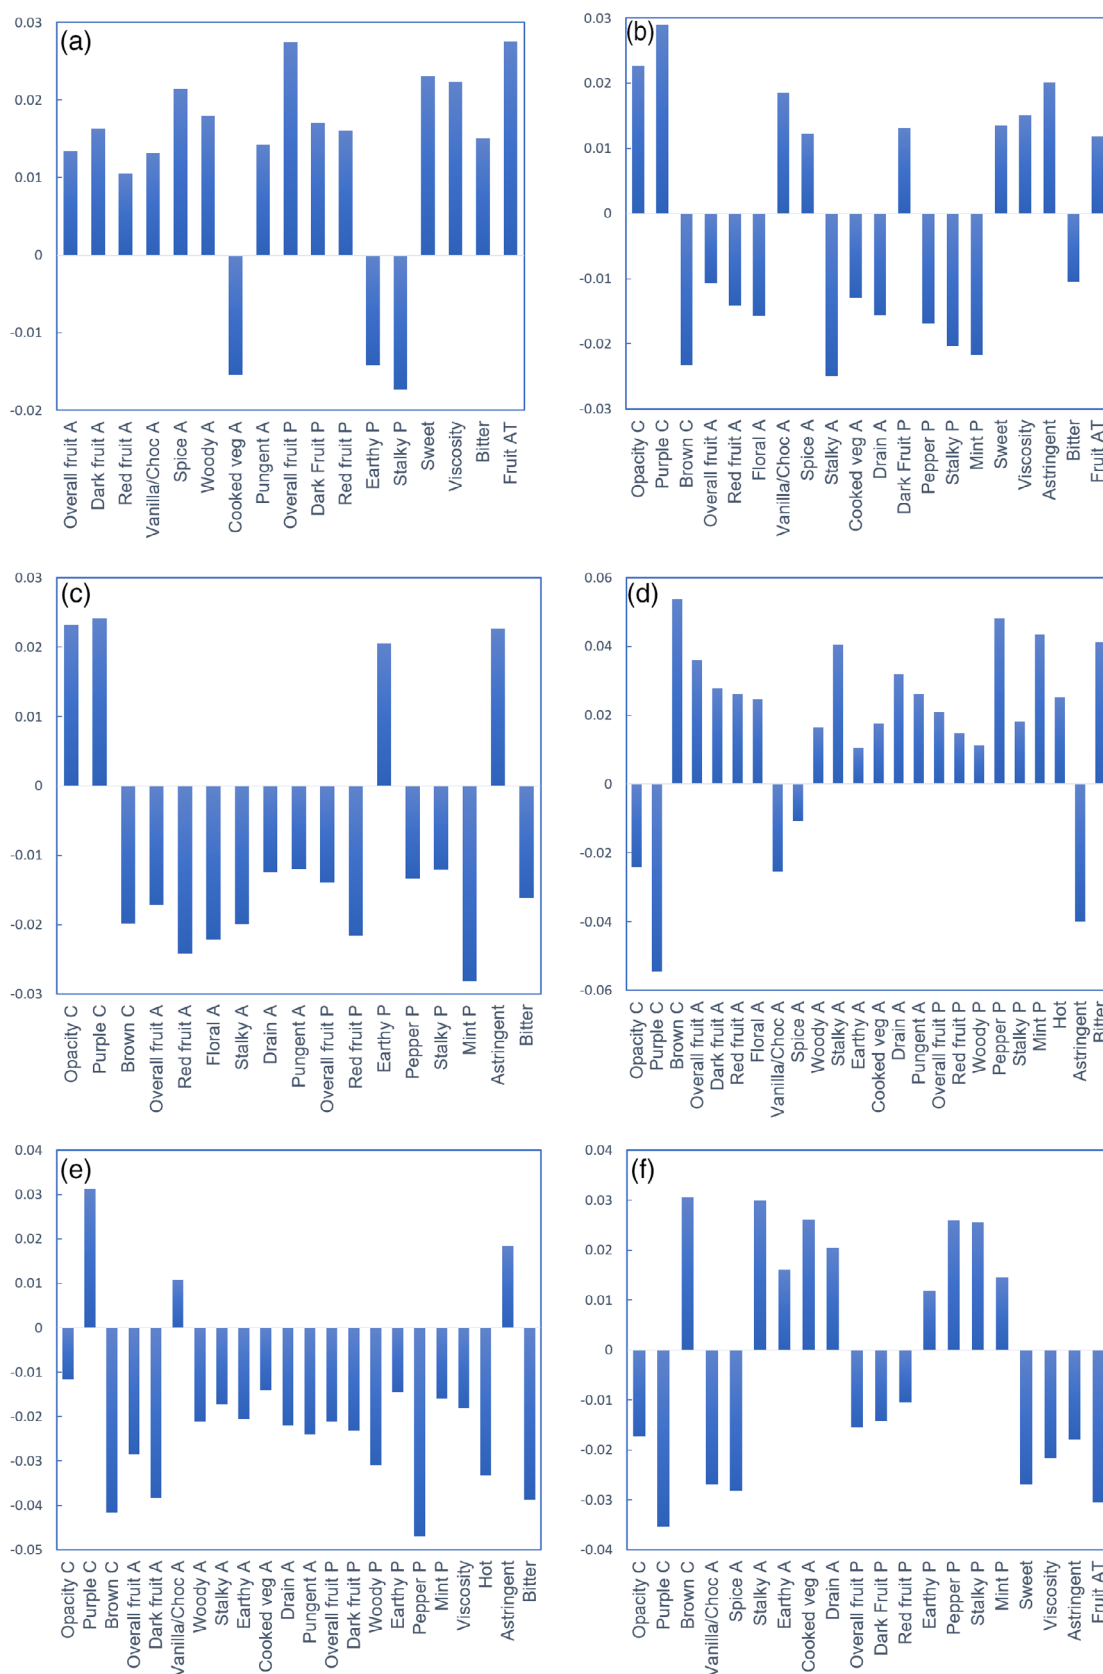 (a)
0.03
0.02
0.01
0
-0.01
-0.02
Overall fruit A
Dark fruit A
Red fruit A
Vanilla/Choc A
Spice A
Woody A
Cooked veg A
Pungent A
Overall fruit P
Dark Fruit P
Red fruit P
Earthy P
Stalky P
Sweet
Viscosity
Bitter
Fruit AT
(b)
0.03
0.02
0.01
0
-0.01
-0.02
-0.03
Opacity C
Purple C
Brown C
Overall fruit A
Red fruit A
Floral A
Vanilla/Choc A
Spice A
Stalky A
Cooked veg A
Drain A
Dark Fruit P
Pepper P
Stalky P
Mint P
Sweet
Viscosity
Astringent
Bitter
Fruit AT
(c)
0.03
0.02
0.01
0
-0.01
-0.02
-0.03
Opacity C
Purple C
Brown C
Overall fruit A
Red fruit A
Floral A
Stalky A
Drain A
Pungent A
Overall fruit P
Red fruit P
Earthy P
Pepper P
Stalky P
Mint P
Astringent
Bitter
(d)
0.06
0.04
0.02
0
-0.02
-0.04
-0.06
Opacity C
Purple C
Brown C
Overall fruit A
Dark fruit A
Red fruit A
Floral A
Vanilla/Choc A
Spice A
Woody A
Stalky A
Earthy A
Cooked veg A
Drain A
Pungent A
Overall fruit P
Red fruit P
Woody P
Pepper P
Stalky P
Mint P
Hot
Astringent
Bitter
(e)
0.04
0.03
0.02
0.01
0
-0.01
-0.02
-0.03
-0.04
-0.05
Opacity C
Purple C
Brown C
Overall fruit A
Dark fruit A
Vanilla/Choc A
Woody A
Stalky A
Earthy A
Cooked veg A
Drain A
Pungent A
Overall fruit P
Dark fruit P
Woody P
Earthy P
Pepper P
Mint P
Viscosity
Hot
Astringent
Bitter
(f)
0.04
0.03
0.02
0.01
0
-0.01
-0.02
-0.03
-0.04
Opacity C
Purple C
Brown C
Vanilla/Choc A
Spice A
Stalky A
Earthy A
Cooked veg A
Drain A
Overall fruit P
Dark Fruit P
Red fruit P
Earthy P
Pepper P
Stalky P
Mint P
Sweet
Viscosity
Astringent
Fruit AT